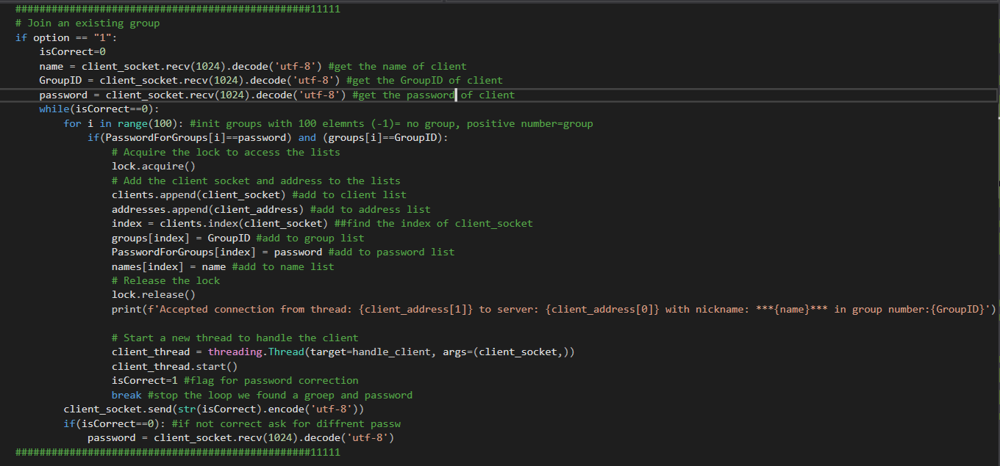 #################################################11111
# Join an existing group
if option == "1":
    isCorrect=0
    name = client_socket.recv(1024).decode('utf-8') #get the name of client
    GroupID = client_socket.recv(1024).decode('utf-8') #get the GroupID of client
    password = client_socket.recv(1024).decode('utf-8') #get the password of client
    while(isCorrect==0):
        for i in range(100): #init groups with 100 elemnts (-1)= no group, positive number=group
            if(PasswordForGroups[i]==password) and (groups[i]==GroupID):
                # Acquire the lock to access the lists
                lock.acquire()
                # Add the client socket and address to the lists
                clients.append(client_socket) #add to client list
                addresses.append(client_address) #add to address list
                index = clients.index(client_socket) ##find the index of client_socket
                groups[index] = GroupID #add to group list
                PasswordForGroups[index] = password #add to password list
                names[index] = name #add to name list
                # Release the lock
                lock.release()
                print(f'Accepted connection from thread: {client_address[1]} to server: {client_address[0]} with nickname: ***{name}*** in group number:{GroupID}')
                # Start a new thread to handle the client
                client_thread = threading.Thread(target=handle_client, args=(client_socket,))
                client_thread.start()
                isCorrect=1 #flag for password correction
                break #stop the loop we found a groep and password
        client_socket.send(str(isCorrect).encode('utf-8'))
        if(isCorrect==0): #if not correct ask for diffrent passw
            password = client_socket.recv(1024).decode('utf-8')
#################################################11111